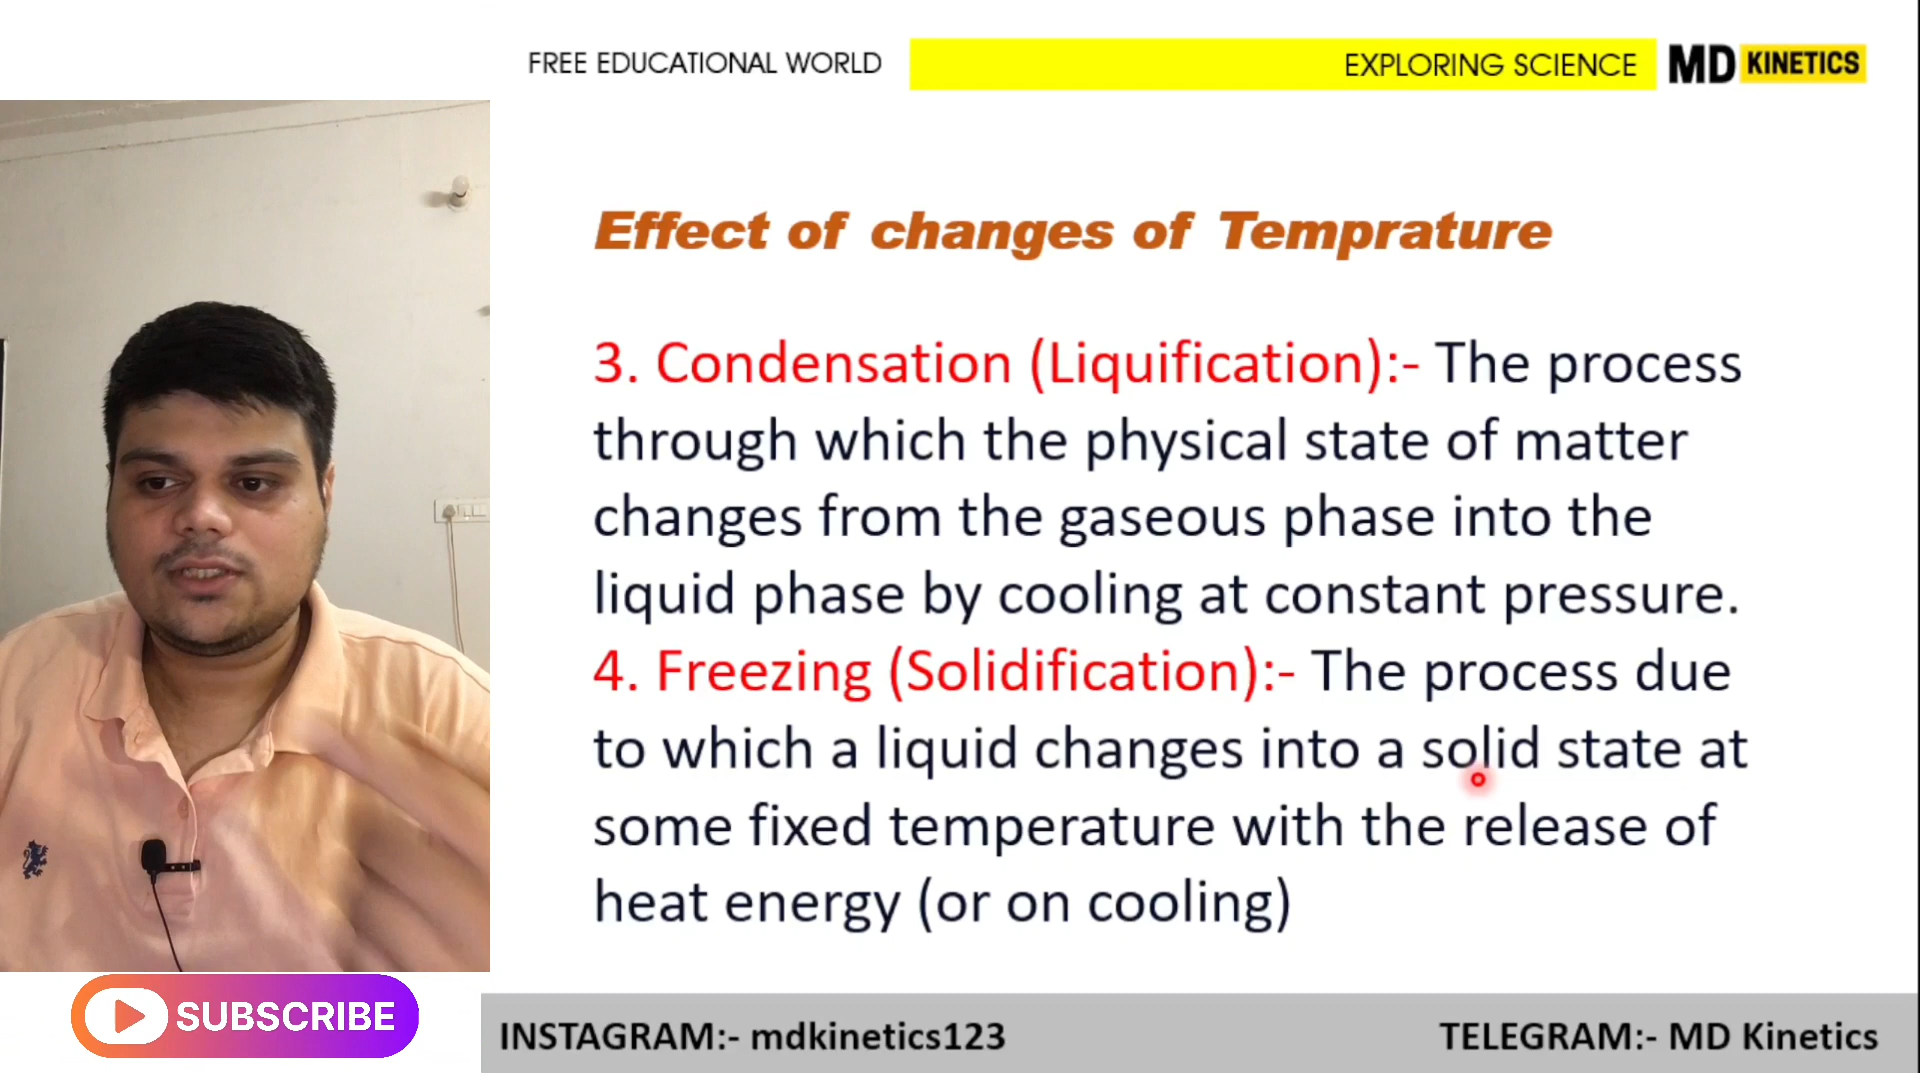 FREE EDUCATIONAL WORLD
EXPLORING SCIENCE
MD KINETICS
Effect of changes of Temprature
3. Condensation (Liquification):- The process
through which the physical state of matter
changes from the gaseous phase into the
liquid phase by cooling at constant pressure.
4. Freezing (Solidification):- The process due
to which a liquid changes into a solid state at
some fixed temperature with the release of
heat energy (or on cooling)
SUBSCRIBE
INSTAGRAM:- mdkinetics123
TELEGRAM:- MD Kinetics